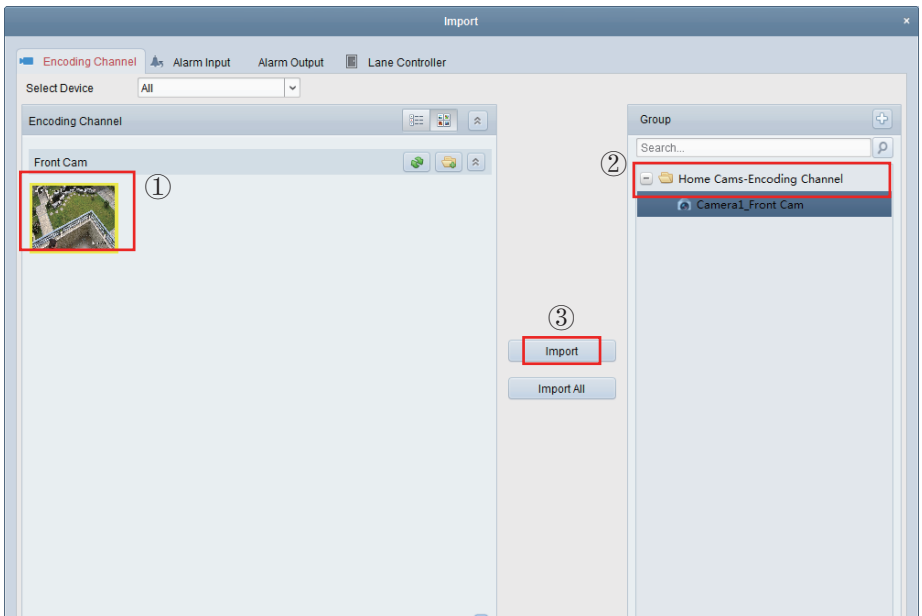 Import
Encoding Channel Alarm Input Alarm Output Lane Controller
Select Device All
Encoding Channel
Front Cam
①
Group
Search...
②
Home Cams-Encoding Channel
Camera1_Front Cam
③
Import
Import All